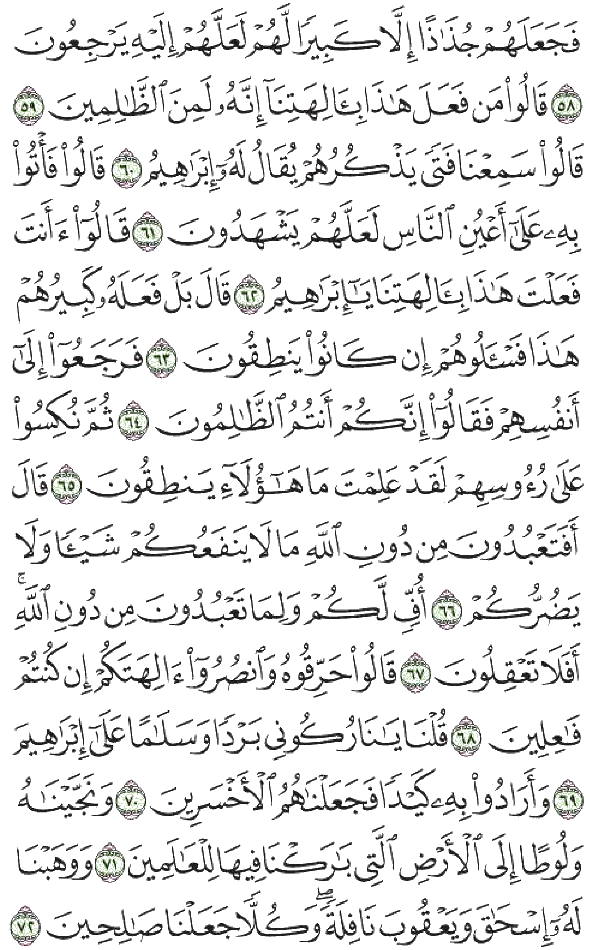 فَجَعَلَهُمْ جُذَٰذًا إِلَّا كَبِيرًا لَّهُمْ لَعَلَّهُمْ إِلَيْهِ يَرْجِعُونَ
٥٨ قَالُوا۟ مَن فَعَلَ هَٰذَا بِـَٔالِهَتِنَآ إِنَّهُۥ لَمِنَ ٱلظَّٰلِمِينَ ٥٩
قَالُوا۟ سَمِعْنَا فَتًى يَذْكُرُهُمْ يُقَالُ لَهُۥٓ إِبْرَٰهِيمُ ٦٠ قَالُوا۟ فَأْتُوا۟
بِهِۦ عَلَىٰٓ أَعْيُنِ ٱلنَّاسِ لَعَلَّهُمْ يَشْهَدُونَ ٦١ قَالُوٓا۟ ءَأَنتَ
فَعَلْتَ هَٰذَا بِـَٔالِهَتِنَا يَٰٓإِبْرَٰهِيمُ ٦٢ قَالَ بَلْ فَعَلَهُۥ كَبِيرُهُمْ
هَٰذَا فَسْـَٔلُوهُمْ إِن كَانُوا۟ يَنطِقُونَ ٦٣ فَرَجَعُوٓا۟ إِلَىٰٓ
أَنفُسِهِمْ فَقَالُوٓا۟ إِنَّكُمْ أَنتُمُ ٱلظَّٰلِمُونَ ٦٤ ثُمَّ نُكِسُوا۟
عَلَىٰ رُءُوسِهِمْ لَقَدْ عَلِمْتَ مَا هَٰٓؤُلَآءِ يَنطِقُونَ ٦٥ قَالَ
أَفَتَعْبُدُونَ مِن دُونِ ٱللَّهِ مَا لَا يَنفَعُكُمْ شَيْـًٔا وَلَا
يَضُرُّكُمْ ٦٦ أُفٍّ لَّكُمْ وَلِمَا تَعْبُدُونَ مِن دُونِ ٱللَّهِ ۖ
أَفَلَا تَعْقِلُونَ ٦٧ قَالُوا۟ حَرِّقُوهُ وَٱنصُرُوٓا۟ ءَالِهَتَكُمْ إِن كُنتُمْ
فَٰعِلِينَ ٦٨ قُلْنَا يَٰنَارُ كُونِى بَرْدًا وَسَلَٰمًا عَلَىٰٓ إِبْرَٰهِيمَ
٦٩ وَأَرَادُوا۟ بِهِۦ كَيْدًا فَجَعَلْنَٰهُمُ ٱلْأَخْسَرِينَ ٧٠ وَنَجَّيْنَٰهُ
وَلُوطًا إِلَى ٱلْأَرْضِ ٱلَّتِى بَٰرَكْنَا فِيهَا لِلْعَٰلَمِينَ ٧١ وَوَهَبْنَا
لَهُۥٓ إِسْحَٰقَ وَيَعْقُوبَ نَافِلَةً ۖ وَكُلًّا جَعَلْنَا صَٰلِحِينَ ٧٢